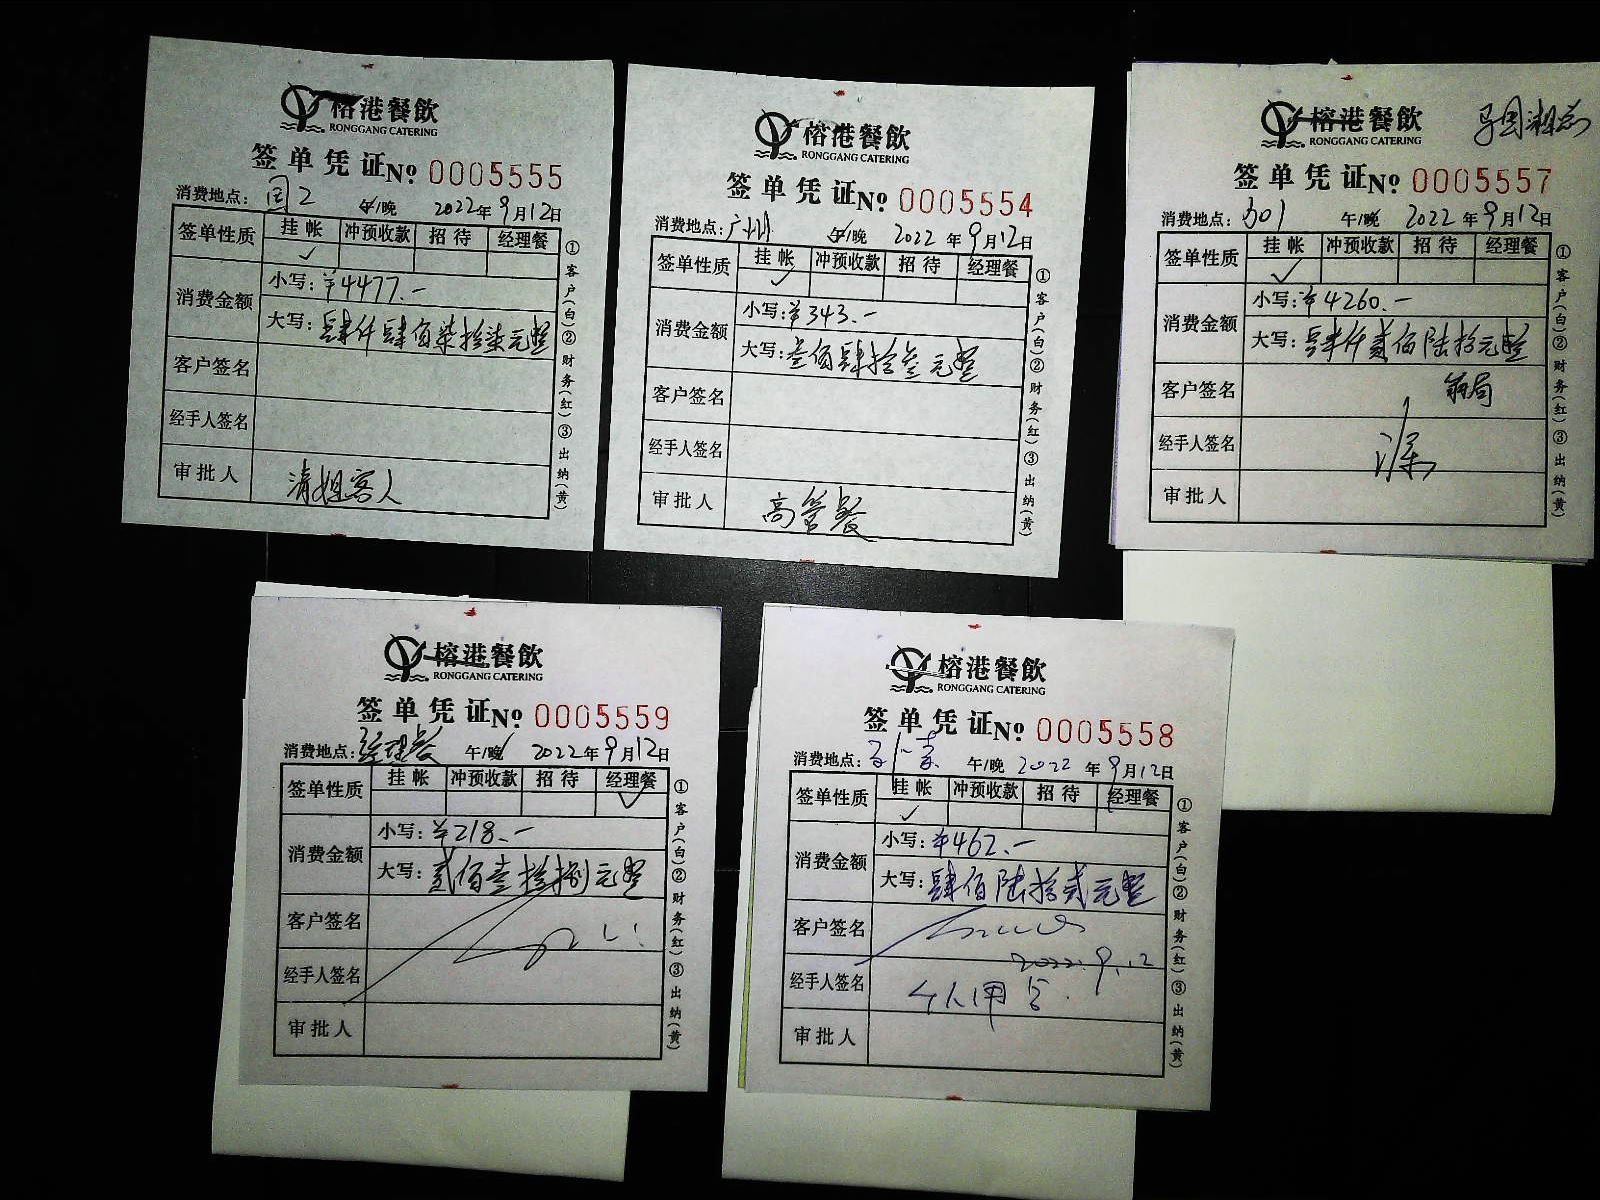 榕港餐飲
RONGGANG CATERING
签单凭证 No 0005555
消费地点: 国2 午/晚 2022年9月12日
签单性质 挂帐 冲预收款 招待 经理餐
✓
消费金额 小写: ¥4477.-
大写: 肆仟肆佰柒拾柒元整
客户签名
经手人签名
审批人 清姐客人
①客户(白)②财务(红)③出纳(黄)
榕港餐飲
RONGGANG CATERING
签单凭证 No 0005554
消费地点: 广州 午/晚 2022年9月12日
签单性质 挂帐 冲预收款 招待 经理餐
✓
消费金额 小写: ¥343.-
大写: 叁佰肆拾叁元整
客户签名
经手人签名
审批人 高管餐
①客户(白)②财务(红)③出纳(黄)
榕港餐飲
RONGGANG CATERING
签单凭证 No 0005557
消费地点: 301 午/晚 2022年9月12日
签单性质 挂帐 冲预收款 招待 经理餐
✓
消费金额 小写: ¥4260.-
大写: 肆仟贰佰陆拾元整
客户签名
经手人签名
审批人
①客户(白)②财务(红)③出纳(黄)
榕港餐飲
RONGGANG CATERING
签单凭证 No 0005559
消费地点: 经理餐 午/晚 2022年9月12日
签单性质 挂帐 冲预收款 招待 经理餐
✓
消费金额 小写: ¥218.-
大写: 贰佰壹拾捌元整
客户签名
经手人签名
审批人
①客户(白)②财务(红)③出纳(黄)
榕港餐飲
RONGGANG CATERING
签单凭证 No 0005558
消费地点: 午/晚 2022年9月12日
签单性质 挂帐 冲预收款 招待 经理餐
✓
消费金额 小写: ¥462.-
大写: 肆佰陆拾贰元整
客户签名
2022.9.12
经手人签名 个人用餐.
审批人
①客户(白)②财务(红)③出纳(黄)